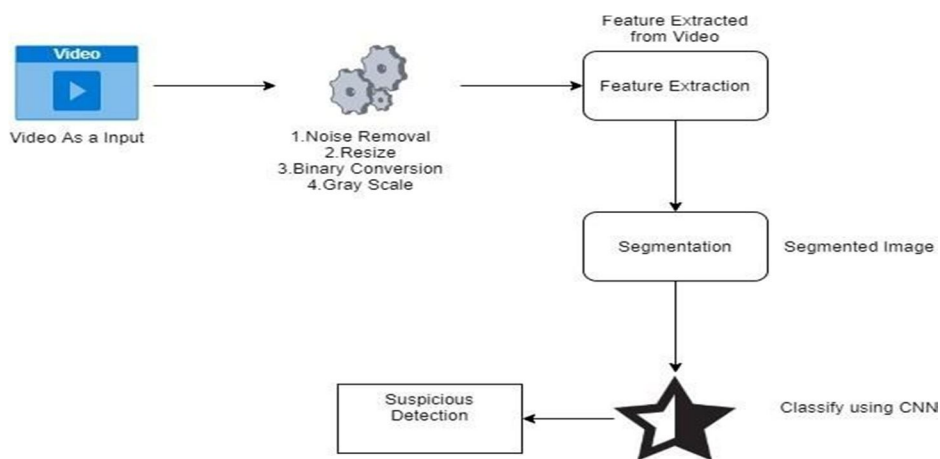 Video
Video As a Input
1.Noise Removal
2.Resize
3.Binary Conversion
4.Gray Scale
Feature Extracted
from Video
Feature Extraction
Segmentation
Segmented Image
Classify using CNN
Suspicious
Detection